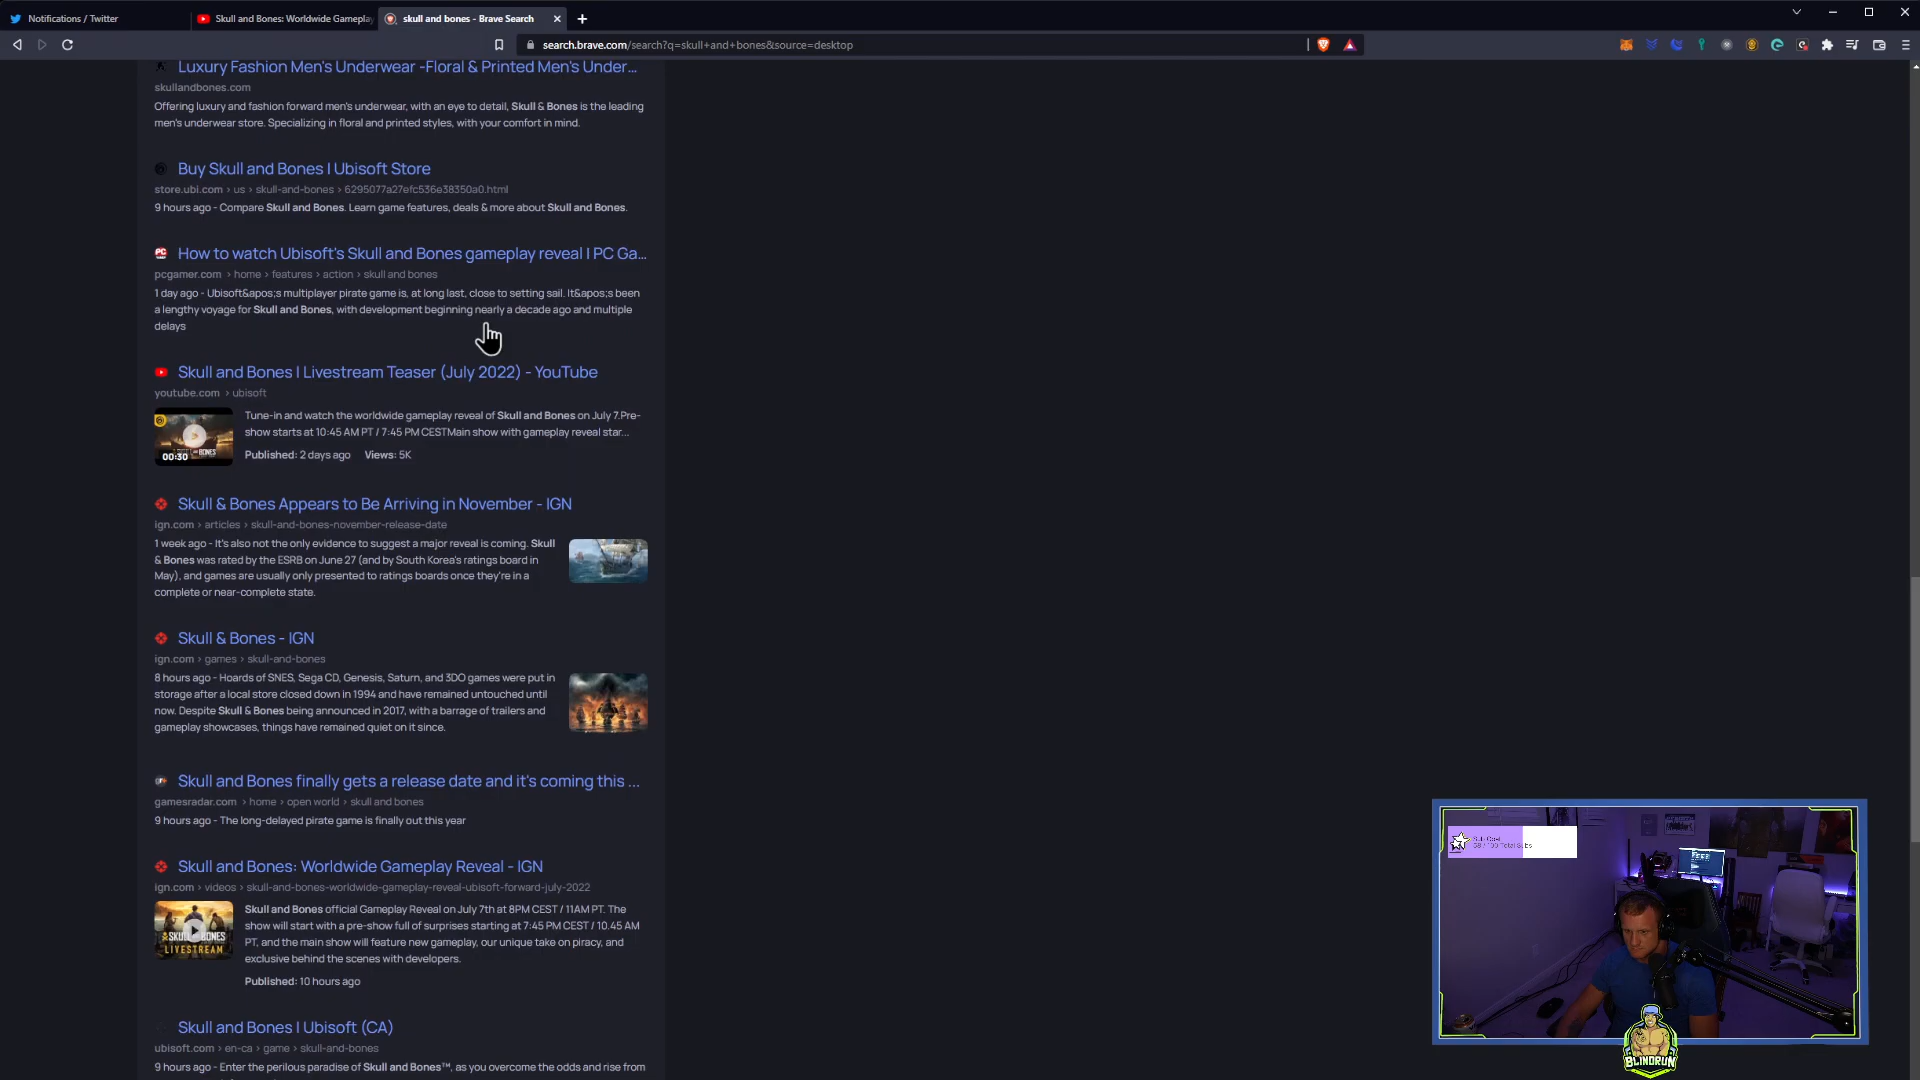 Notifications / Twitter
Skull and Bones: Worldwide Gameplay
skull and bones - Brave Search
search.brave.com/search?q=skull+and+bones&source=desktop
Luxury Fashion Men's Underwear -Floral & Printed Men's Under...
skullandbones.com
Offering luxury and fashion forward men's underwear, with an eye to detail, Skull & Bones is the leading
men's underwear store. Specializing in floral and printed styles, with your comfort in mind.
Buy Skull and Bones | Ubisoft Store
store.ubi.com › us › skull-and-bones › 6295077a27efc536e38350a0.html
9 hours ago - Compare Skull and Bones. Learn game features, deals & more about Skull and Bones.
How to watch Ubisoft's Skull and Bones gameplay reveal | PC Ga...
pcgamer.com › home › features › action › skull and bones
1 day ago - Ubisoft&apos;s multiplayer pirate game is, at long last, close to setting sail. It&apos;s been
a lengthy voyage for Skull and Bones, with development beginning nearly a decade ago and multiple
delays
Skull and Bones | Livestream Teaser (July 2022) - YouTube
youtube.com › ubisoft
Tune-in and watch the worldwide gameplay reveal of Skull and Bones on July 7.Pre-
show starts at 10:45 AM PT / 7:45 PM CESTMain show with gameplay reveal star...
00:30
Published: 2 days ago Views: 5K
Skull & Bones Appears to Be Arriving in November - IGN
ign.com › articles › skull-and-bones-november-release-date
1 week ago - It's also not the only evidence to suggest a major reveal is coming. Skull
& Bones was rated by the ESRB on June 27 (and by South Korea's ratings board in
May), and games are usually only presented to ratings boards once they're in a
complete or near-complete state.
Skull & Bones - IGN
ign.com › games › skull-and-bones
8 hours ago - Hoards of SNES, Sega CD, Genesis, Saturn, and 3DO games were put in
storage after a local store closed down in 1994 and have remained untouched until
now. Despite Skull & Bones being announced in 2017, with a barrage of trailers and
gameplay showcases, things have remained quiet on it since.
Skull and Bones finally gets a release date and it's coming this ...
gamesradar.com › home › open world › skull and bones
9 hours ago - The long-delayed pirate game is finally out this year
Skull and Bones: Worldwide Gameplay Reveal - IGN
ign.com › videos › skull-and-bones-worldwide-gameplay-reveal-ubisoft-forward-july-2022
Skull and Bones official Gameplay Reveal on July 7th at 8PM CEST / 11AM PT. The
show will start with a pre-show full of surprises starting at 7:45 PM CEST / 10.45 AM
PT, and the main show will feature new gameplay, our unique take on piracy, and
exclusive behind the scenes with developers.
SKULL BONES
LIVESTREAM
Published: 10 hours ago
Skull and Bones | Ubisoft (CA)
ubisoft.com › en-ca › game › skull-and-bones
9 hours ago - Enter the perilous paradise of Skull and Bones™, as you overcome the odds and rise from
Sub Goal
58 / 100 Total Subs
BLINDRUN